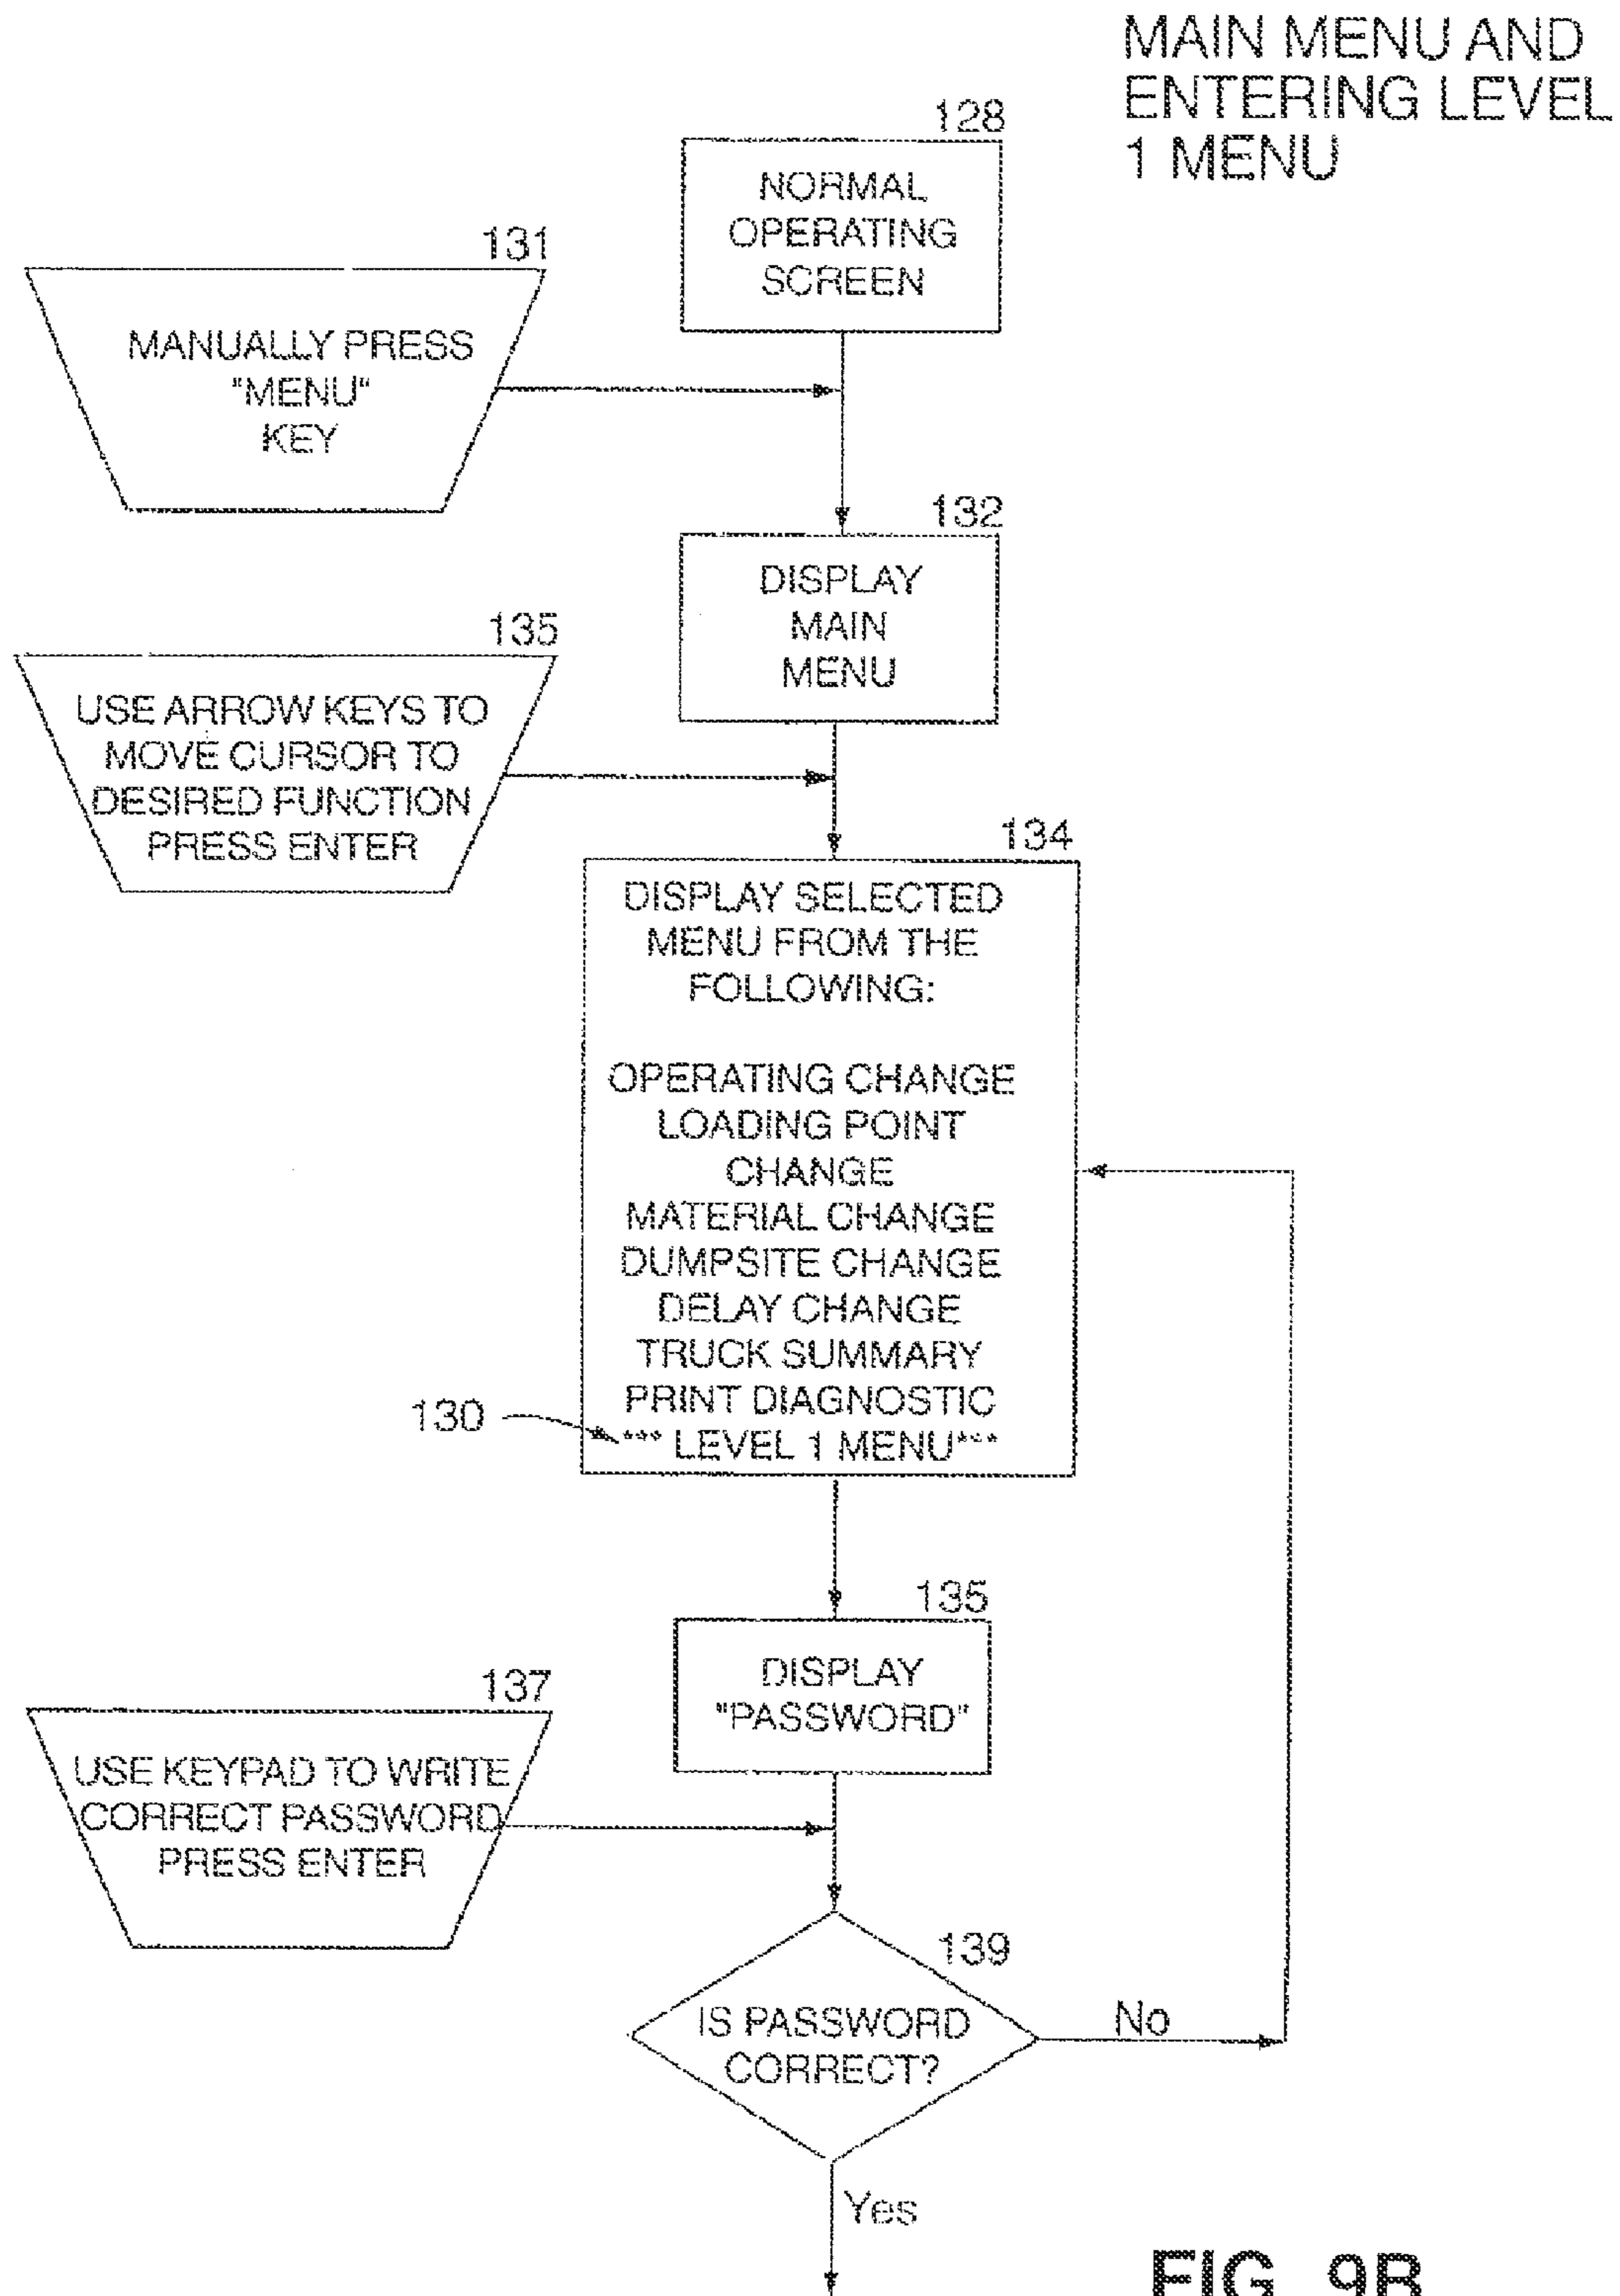 MAIN MENU AND
ENTERING LEVEL
1 MENU
128
NORMAL
OPERATING
SCREEN
131
MANUALLY PRESS
"MENU"
KEY
132
DISPLAY
MAIN
MENU
135
USE ARROW KEYS TO
MOVE CURSOR TO
DESIRED FUNCTION
PRESS ENTER
134
DISPLAY SELECTED
MENU FROM THE
FOLLOWING:
OPERATING CHANGE
LOADING POINT
CHANGE
MATERIAL CHANGE
DUMPSITE CHANGE
DELAY CHANGE
TRUCK SUMMARY
PRINT DIAGNOSTIC
*** LEVEL 1 MENU***
130
135
DISPLAY
"PASSWORD"
137
USE KEYPAD TO WRITE
CORRECT PASSWORD
PRESS ENTER
139
IS PASSWORD
CORRECT?
No
Yes
FIG. 9B